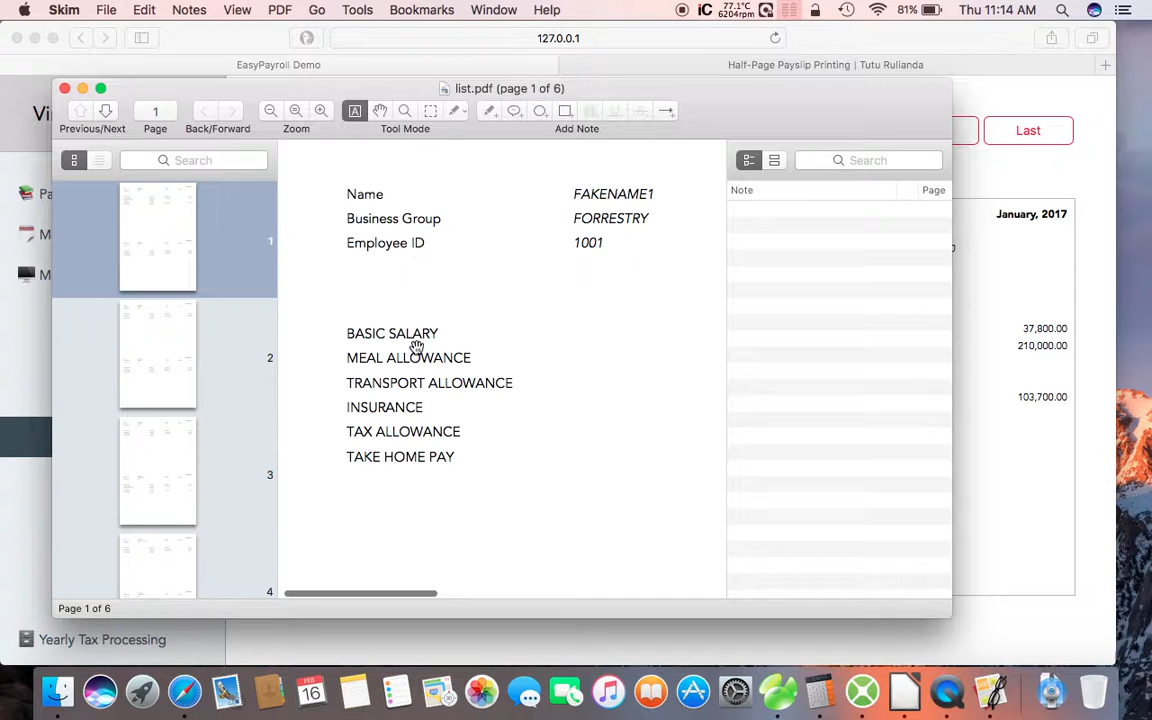 Skim File Edit Notes View PDF Go Tools Bookmarks Window Help iC 77.1°C 6204rpm 81% Thu 11:14 AM
127.0.0.1
EasyPayroll Demo Half-Page Payslip Printing | Tutu Rulianda
list.pdf (page 1 of 6)
1
Previous/Next Page Back/Forward Zoom Tool Mode Add Note
Last
Search Search
Note Page
1
2
3
4
Name FAKENAME1
Business Group FORRESTRY
Employee ID 1001
BASIC SALARY
MEAL ALLOWANCE
TRANSPORT ALLOWANCE
INSURANCE
TAX ALLOWANCE
TAKE HOME PAY
January, 2017
37,800.00
210,000.00
103,700.00
Page 1 of 6
Yearly Tax Processing
FEB
16